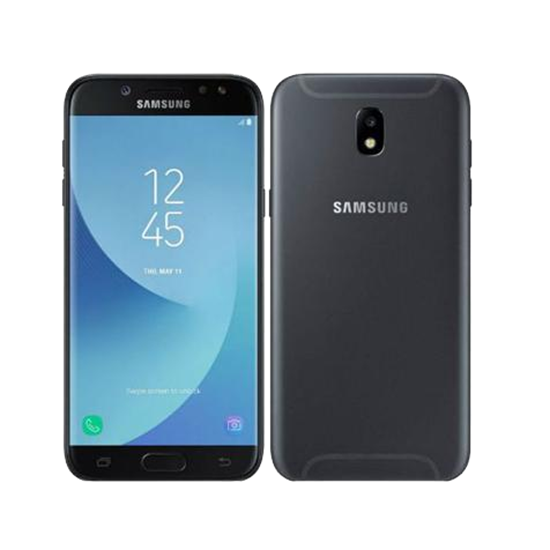 SAMSUNG
12
45
THU, MAY 11
Swipe screen to unlock
SAMSUNG